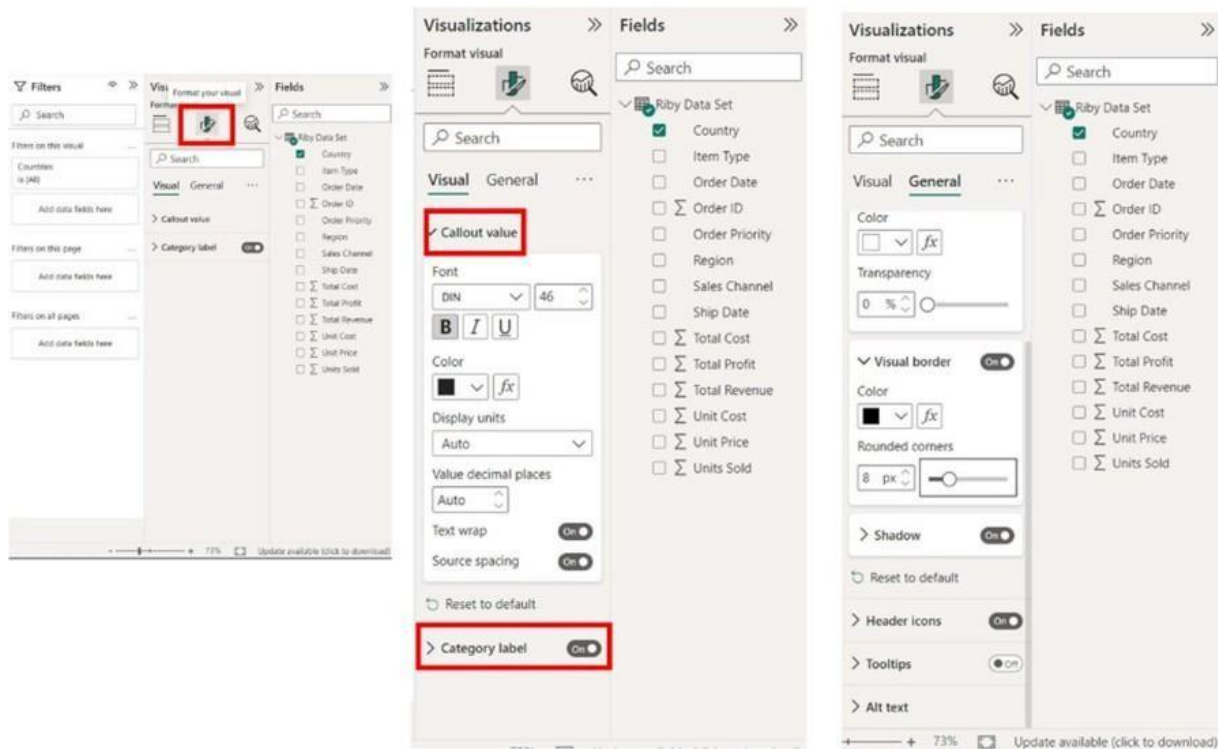 Filters
Search
Filters on this visual
Countries
is (All)
Add data fields here
Filters on this page
Add data fields here
Filters on all pages
Add data fields here
Format your visual
Search
Visual General ...
Callout value
Category label On
Fields
Search
Riby Data Set
Country
Item Type
Order Date
∑ Order ID
Order Priority
Region
Sales Channel
Ship Date
∑ Total Cost
∑ Total Profit
∑ Total Revenue
∑ Unit Cost
∑ Unit Price
∑ Units Sold
73% Update available (click to download)
Visualizations
Format visual
Search
Visual General ...
Callout value
Font
DIN 46
B I U
Color
fx
Display units
Auto
Value decimal places
Auto
Text wrap On
Source spacing On
Reset to default
Category label On
Fields
Search
Riby Data Set
Country
Item Type
Order Date
∑ Order ID
Order Priority
Region
Sales Channel
Ship Date
∑ Total Cost
∑ Total Profit
∑ Total Revenue
∑ Unit Cost
∑ Unit Price
∑ Units Sold
Visualizations
Format visual
Search
Visual General ...
Color
fx
Transparency
0 %
Visual border On
Color
fx
Rounded corners
8 px
Shadow On
Reset to default
Header icons On
Tooltips Off
Alt text
Fields
Search
Riby Data Set
Country
Item Type
Order Date
∑ Order ID
Order Priority
Region
Sales Channel
Ship Date
∑ Total Cost
∑ Total Profit
∑ Total Revenue
∑ Unit Cost
∑ Unit Price
∑ Units Sold
73% Update available (click to download)